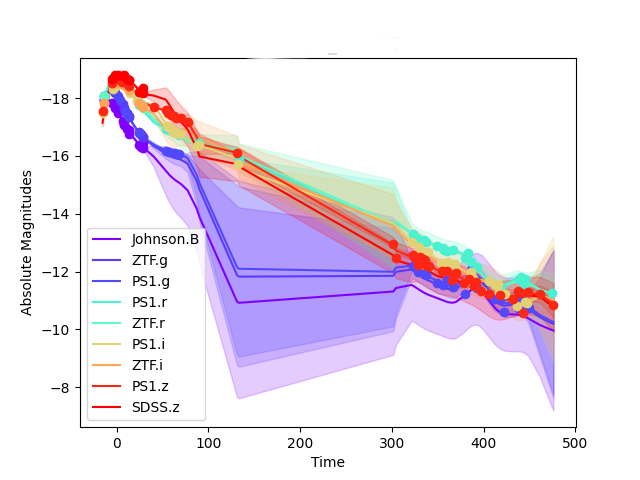 −18
−16
−14
−12
−10
−8
Absolute Magnitudes
Johnson.B
ZTF.g
PS1.g
PS1.r
ZTF.r
PS1.i
ZTF.i
PS1.z
SDSS.z
0 100 200 300 400 500
Time